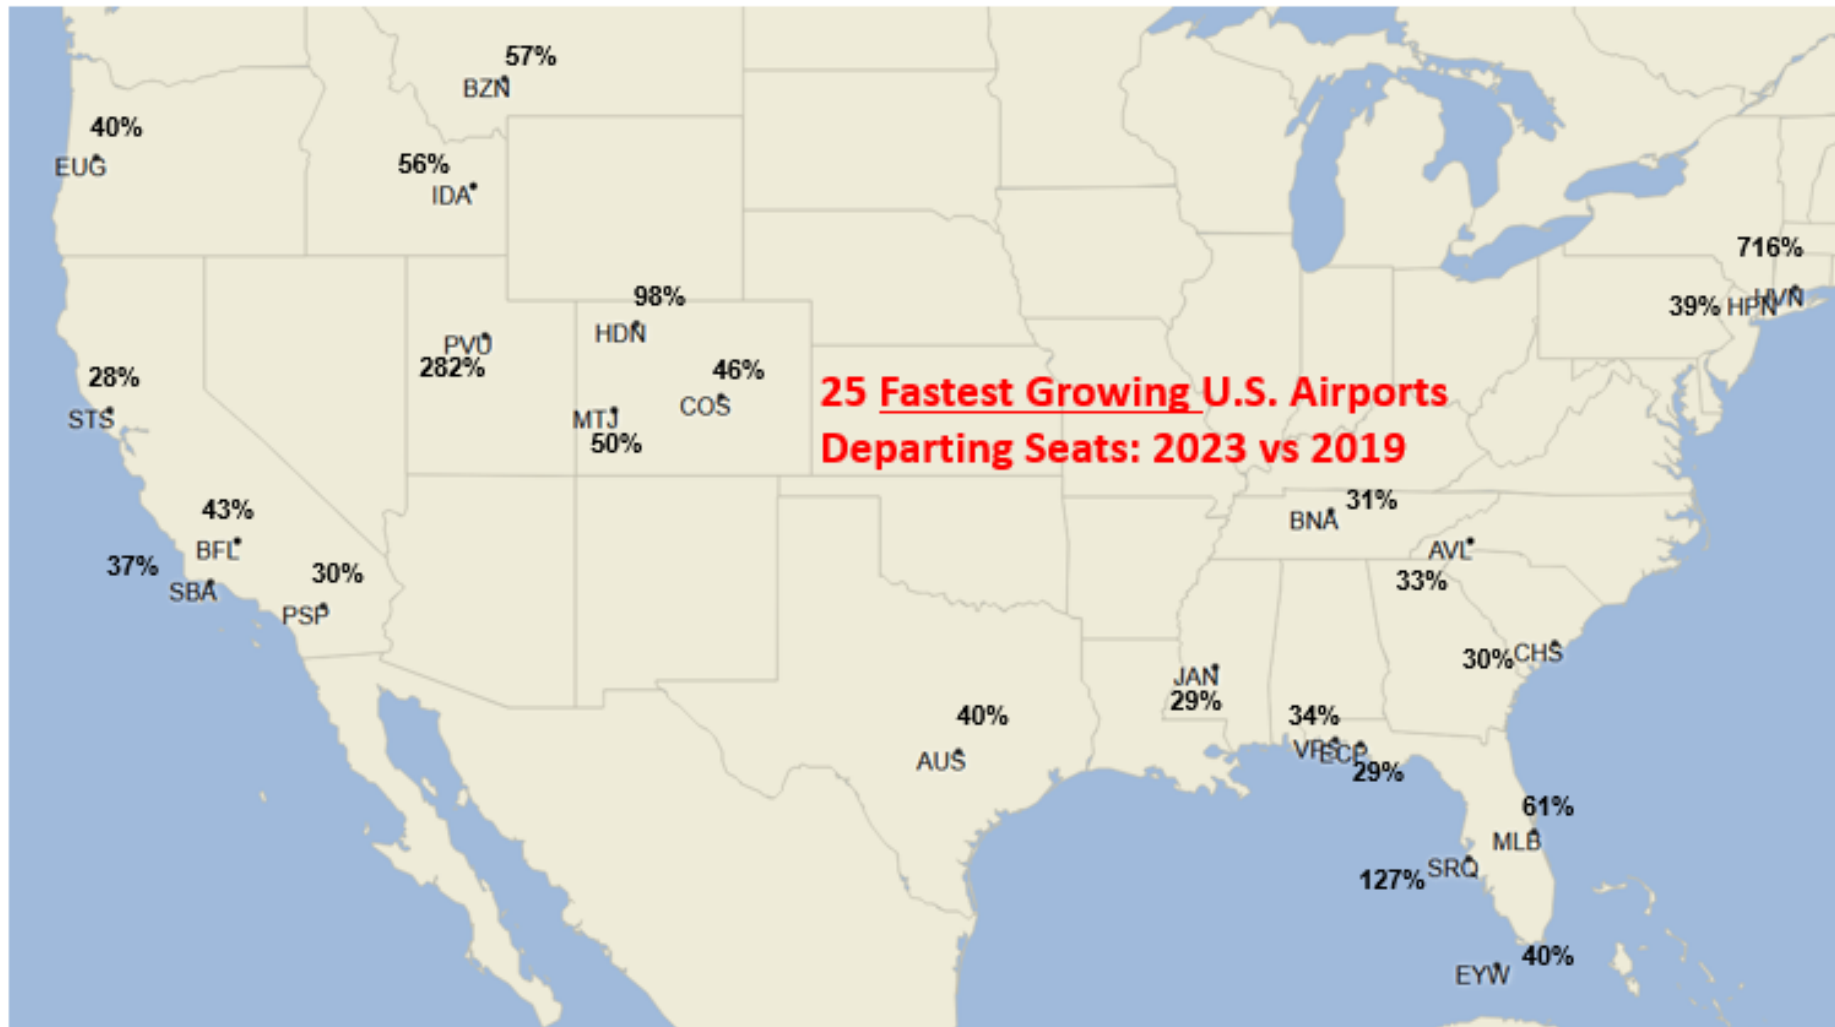 57%
BZN
40%
EUG
56%
IDA
716%
HVN
39% HPN
98%
HDN
PVU
282%
28%
STS
46%
COS
MTJ
50%
25 Fastest Growing U.S. Airports
Departing Seats: 2023 vs 2019
31%
BNA
43%
BFL
37%
SBA
30%
PSP
AVL
33%
30% CHS
JAN
29%
40%
AUS
34%
VPS
ECP
29%
61%
MLB
127% SRQ
40%
EYW